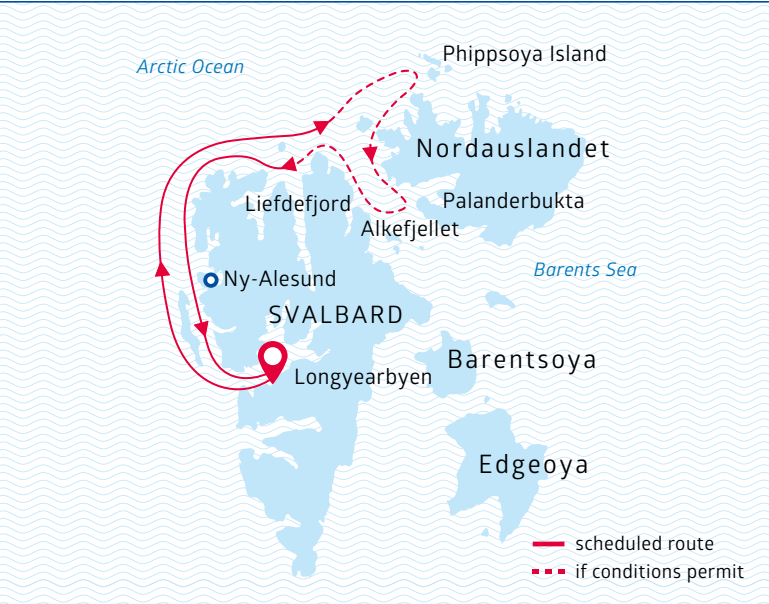 Phippsoya Island
Arctic Ocean
Nordauslandet
Liefdefjord
Palanderbukta
Alkefjellet
Barents Sea
Ny-Alesund
SVALBARD
Barentsoya
Longyearbyen
Edgeoya
scheduled route
if conditions permit